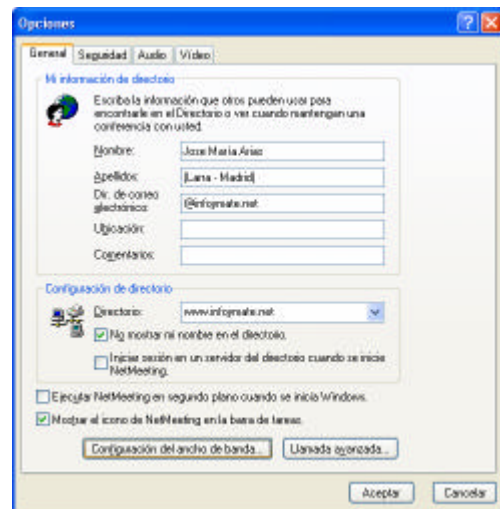 Opciones
General Seguridad Audio Vídeo
Mi información de directorio
Escriba la información que otros pueden usar para
encontrarle en el Directorio o ver cuando mantengan una
conferencia con usted.
Nombre: Jose María Arias
Apellidos: (Lana - Madrid)
Dir. de correo
electrónico: @infoymate.net
Ubicación:
Comentarios:
Configuración de directorio
Directorio: www.infoymate.net
No mostrar mi nombre en el directorio.
Iniciar sesión en un servidor del directorio cuando se inicie
NetMeeting.
Ejecutar NetMeeting en segundo plano cuando se inicia Windows.
Mostrar el icono de NetMeeting en la barra de tareas.
Configuración del ancho de banda... Llamada avanzada...
Aceptar Cancelar